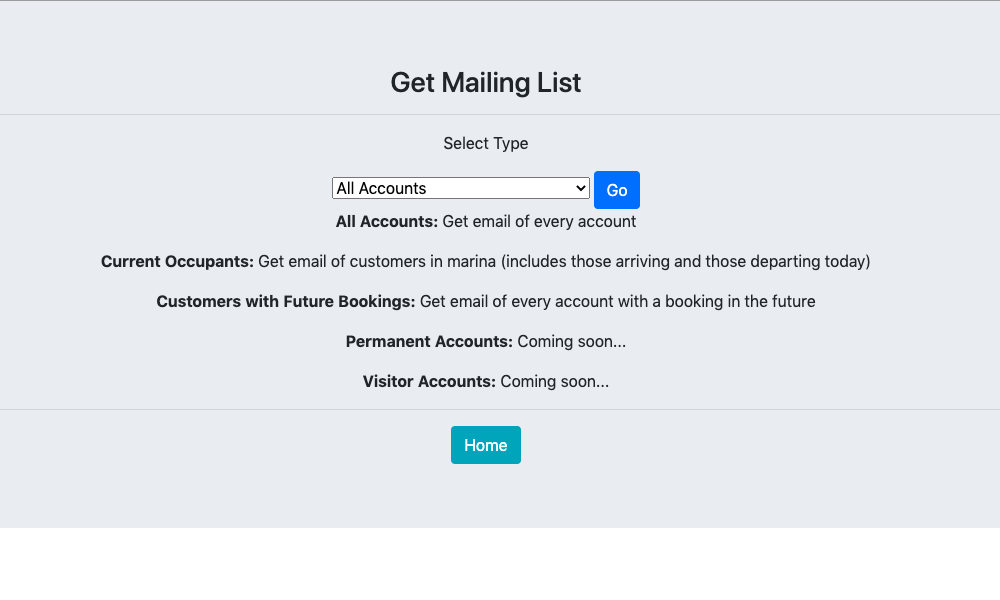 Get Mailing List
Select Type
All Accounts Go
All Accounts: Get email of every account
Current Occupants: Get email of customers in marina (includes those arriving and those departing today)
Customers with Future Bookings: Get email of every account with a booking in the future
Permanent Accounts: Coming soon...
Visitor Accounts: Coming soon...
Home